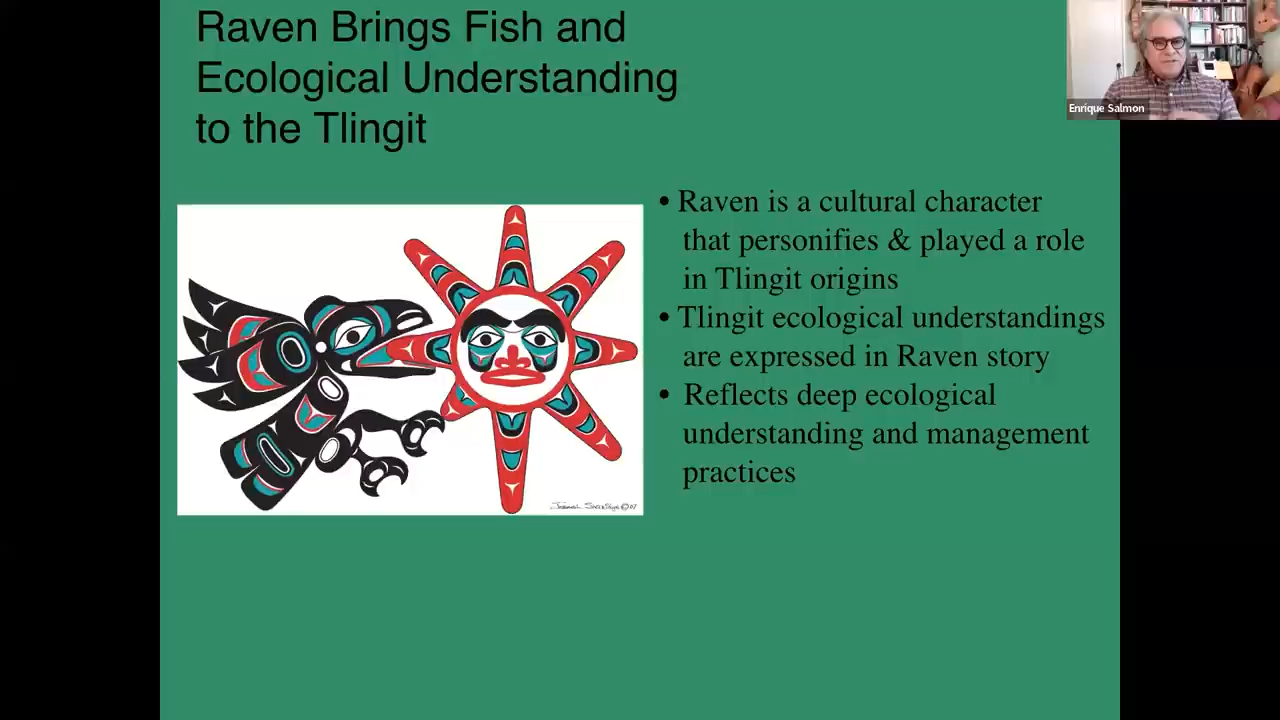 Raven Brings Fish and
Ecological Understanding
to the Tlingit
Enrique Salmon
• Raven is a cultural character
that personifies & played a role
in Tlingit origins
• Tlingit ecological understandings
are expressed in Raven story
• Reflects deep ecological
understanding and management
practices